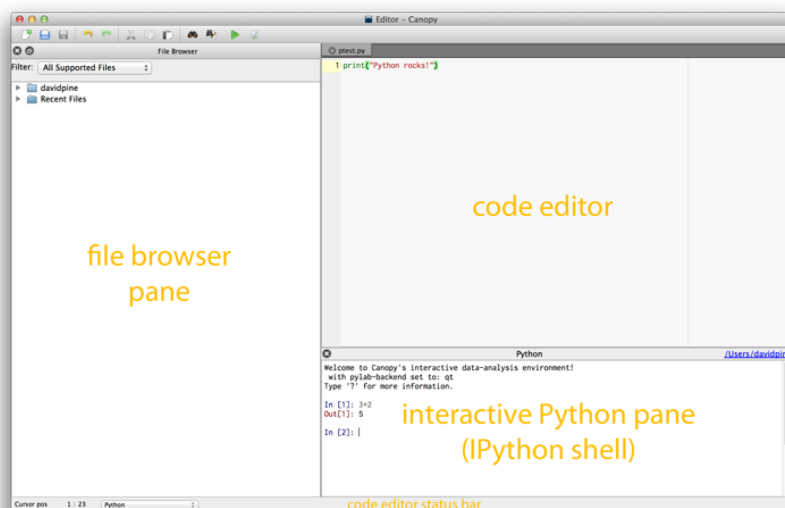 Editor – Canopy
File Browser
Filter: All Supported Files
davidpine
Recent Files
file browser
pane
ptest.py
1 print("Python rocks!")
code editor
Python
/Users/davidpin
Welcome to Canopy's interactive data-analysis environment!
with pylab-backend set to: qt
Type '?' for more information.
In [1]: 3+2
Out[1]: 5
In [2]:
interactive Python pane
(IPython shell)
Cursor pos 1 : 23 Python
code editor status bar